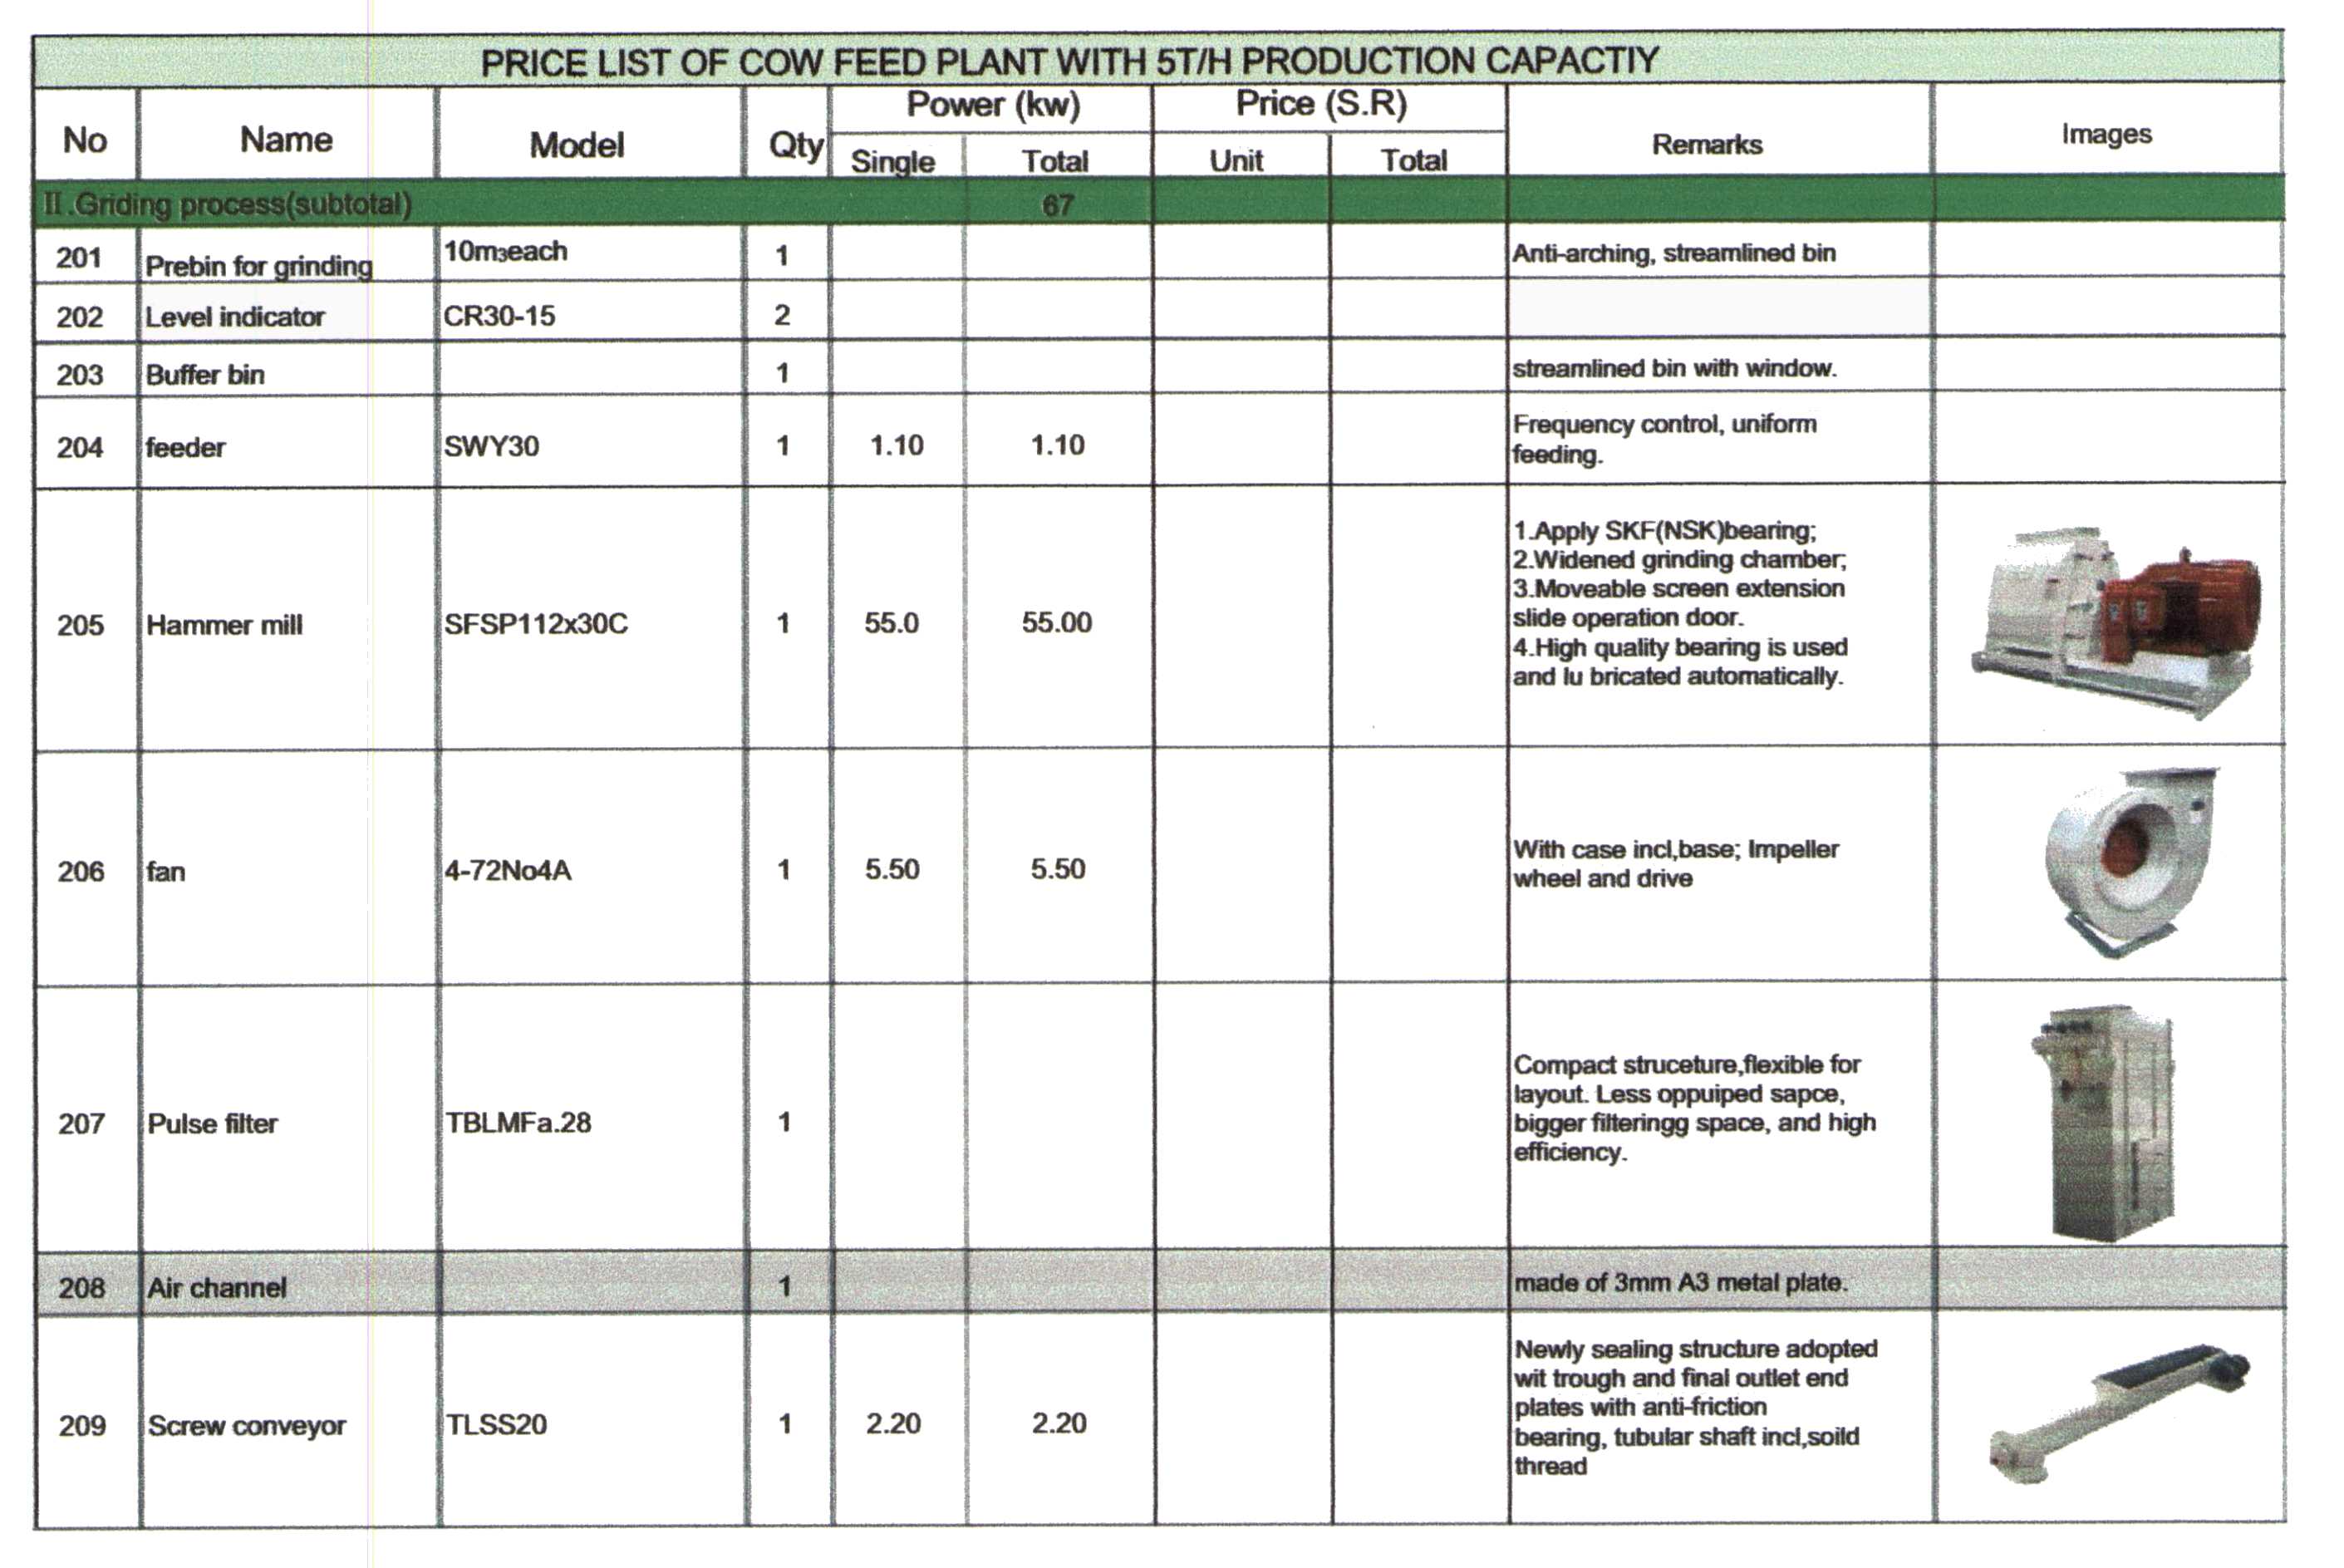 PRICE LIST OF COW FEED PLANT WITH 5T/H PRODUCTION CAPACTIY
No Name Model Qty Power (kw) Price (S.R) Remarks Images
Single Total Unit Total
II.Griding process(subtotal) 67
201 Prebin for grinding 10m3each 1 Anti-arching, streamlined bin
202 Level indicator CR30-15 2
203 Buffer bin 1 streamlined bin with window.
204 feeder SWY30 1 1.10 1.10 Frequency control, uniform
feeding.
205 Hammer mill SFSP112x30C 1 55.0 55.00 1.Apply SKF(NSK)bearing;
2.Widened grinding chamber;
3.Moveable screen extension
slide operation door.
4.High quality bearing is used
and lu bricated automatically.
206 fan 4-72No4A 1 5.50 5.50 With case incl,base; Impeller
wheel and drive
207 Pulse filter TBLMFa.28 1 Compact struceture,flexible for
layout. Less oppuiped sapce,
bigger filteringg space, and high
efficiency.
208 Air channel 1 made of 3mm A3 metal plate.
209 Screw conveyor TLSS20 1 2.20 2.20 Newly sealing structure adopted
wit trough and final outlet end
plates with anti-friction
bearing, tubular shaft incl,soild
thread